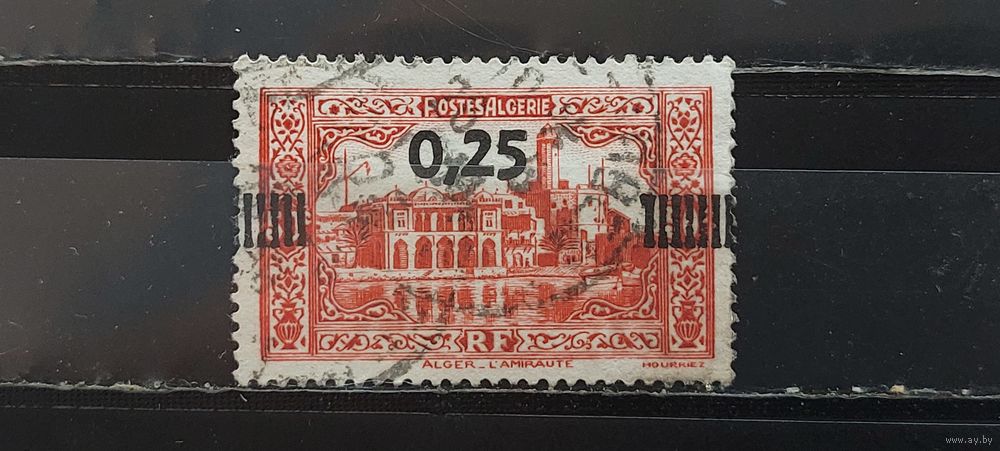 POSTES ALGERIE
0,25
RF
ALGER _ L'AMIRAUTE
HOURRIEZ
www.ay.by